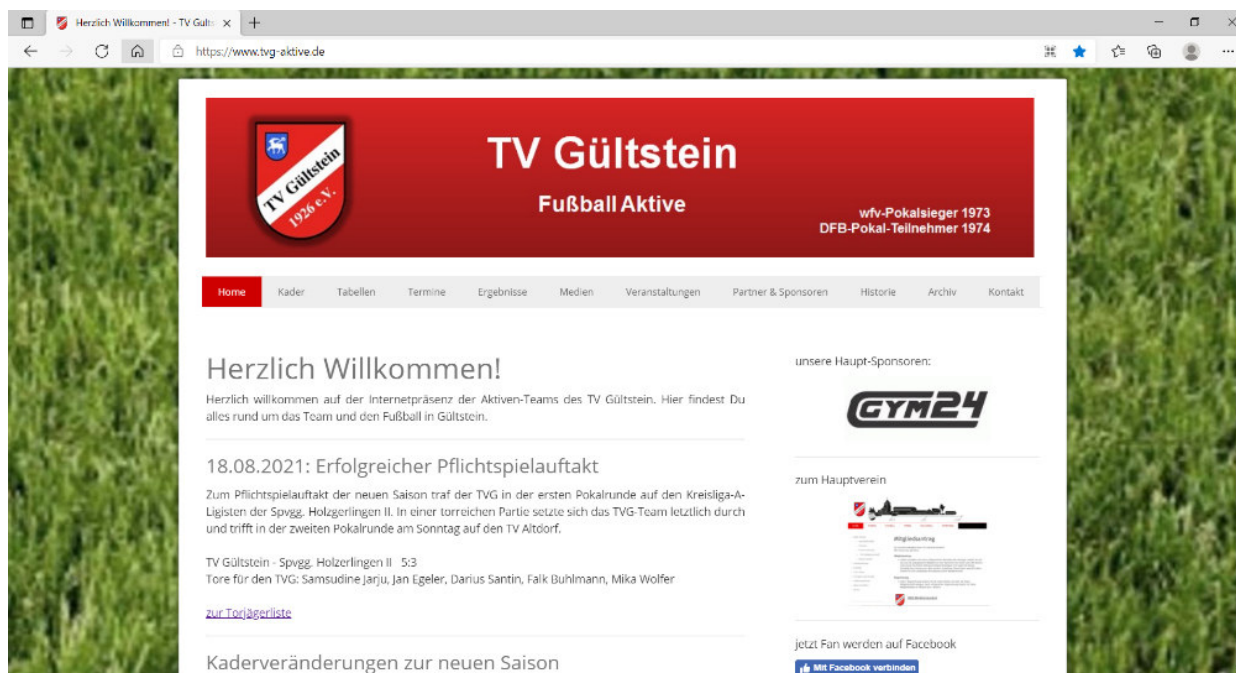 Herzlich Willkommen! - TV Gülts
https://www.tvg-aktive.de
TV Gültstein
1926 e.V.
TV Gültstein
Fußball Aktive
wfv-Pokalsieger 1973
DFB-Pokal-Teilnehmer 1974
Home Kader Tabellen Termine Ergebnisse Medien Veranstaltungen Partner & Sponsoren Historie Archiv Kontakt
Herzlich Willkommen!
Herzlich willkommen auf der Internetpräsenz der Aktiven-Teams des TV Gültstein. Hier findest Du
alles rund um das Team und den Fußball in Gültstein.
18.08.2021: Erfolgreicher Pflichtspielauftakt
Zum Pflichtspielauftakt der neuen Saison traf der TVG in der ersten Pokalrunde auf den Kreisliga-A-
Ligisten der Spvgg. Holzgerlingen II. In einer torreichen Partie setzte sich das TVG-Team letztlich durch
und trifft in der zweiten Pokalrunde am Sonntag auf den TV Altdorf.
TV Gültstein - Spvgg. Holzerlingen II 5:3
Tore für den TVG: Samsudine Jarju, Jan Egeler, Darius Santin, Falk Buhlmann, Mika Wolfer
zur Torjägerliste
Kaderveränderungen zur neuen Saison
unsere Haupt-Sponsoren:
GYM24
zum Hauptverein
Mitgliedsantrag
jetzt Fan werden auf Facebook
Mit Facebook verbinden